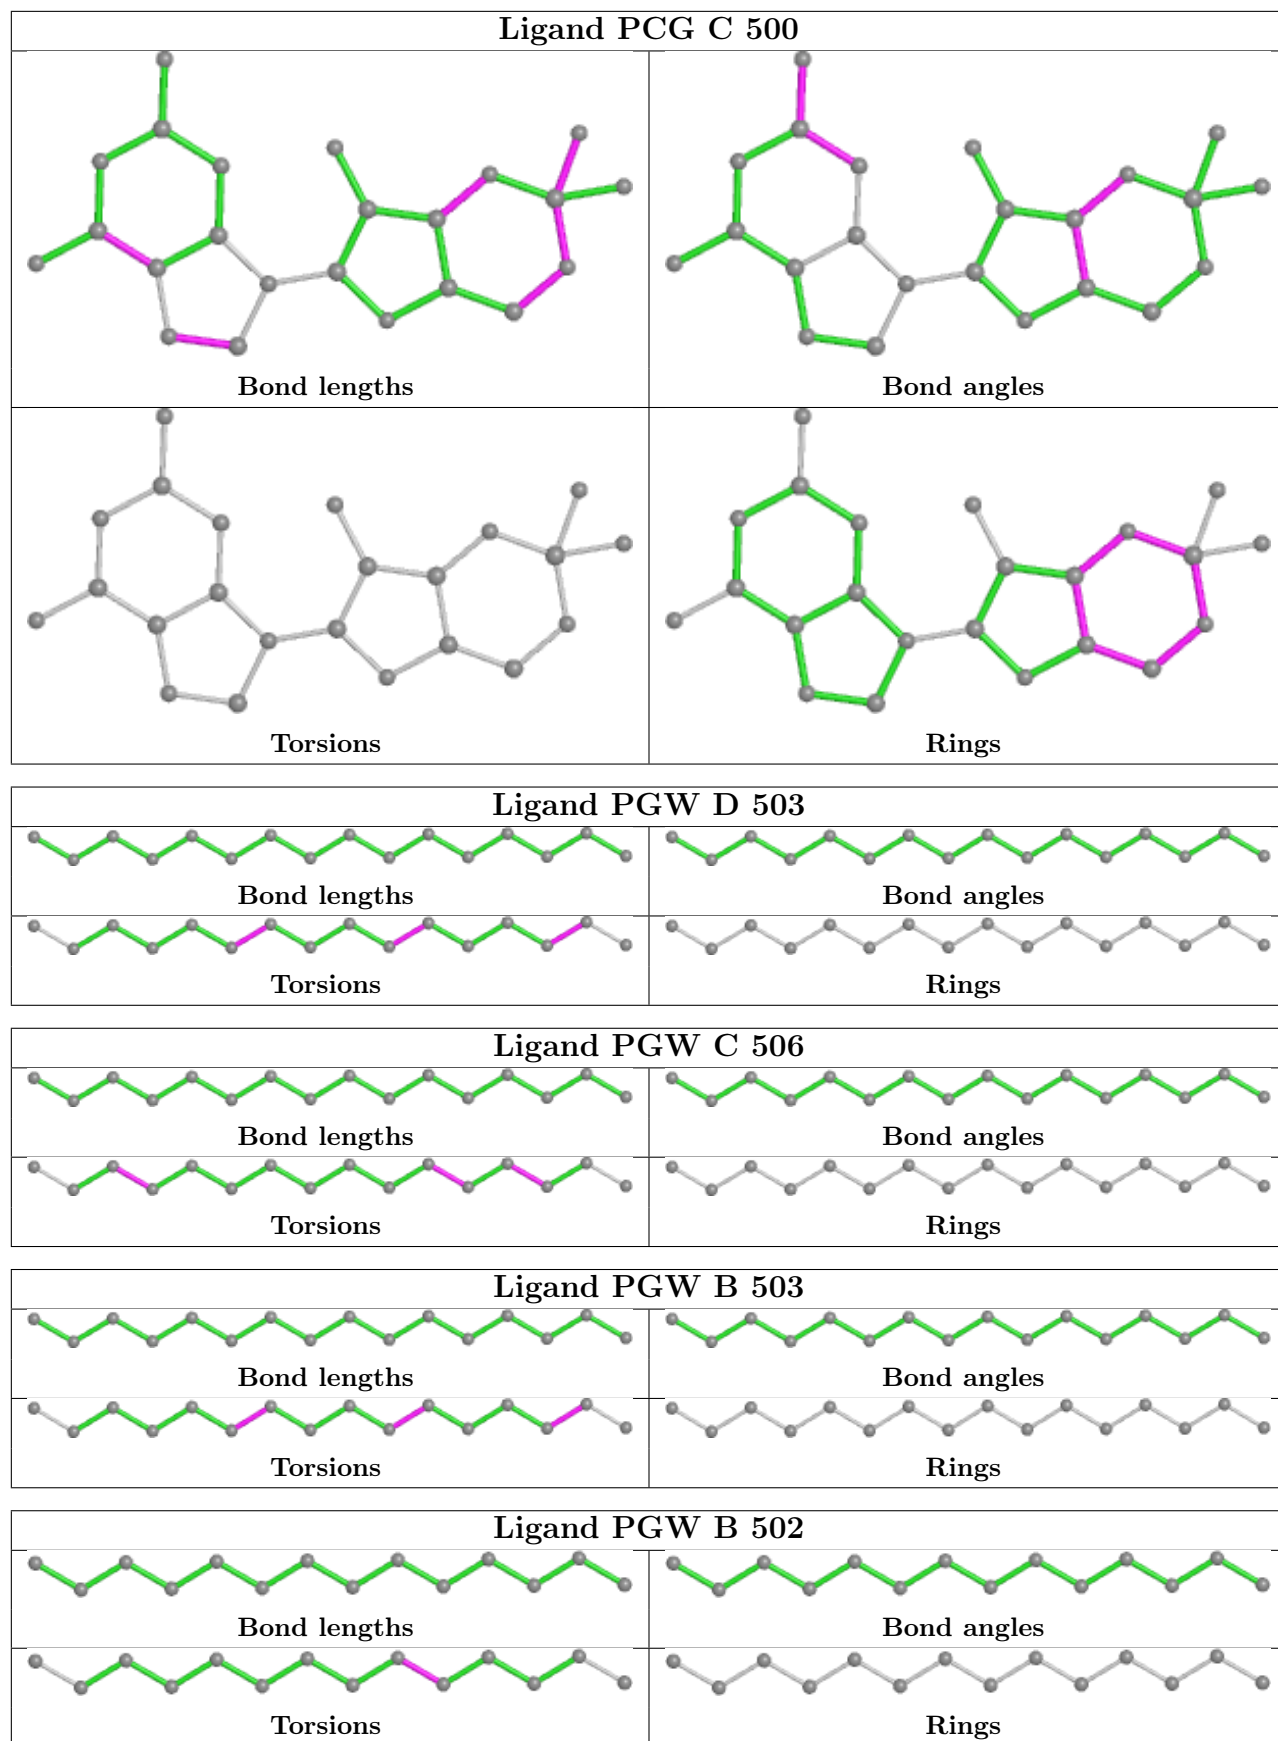 Ligand PCG C 500
Bond lengths
Bond angles
Torsions
Rings
Ligand PGW D 503
Bond lengths
Bond angles
Torsions
Rings
Ligand PGW C 506
Bond lengths
Bond angles
Torsions
Rings
Ligand PGW B 503
Bond lengths
Bond angles
Torsions
Rings
Ligand PGW B 502
Bond lengths
Bond angles
Torsions
Rings